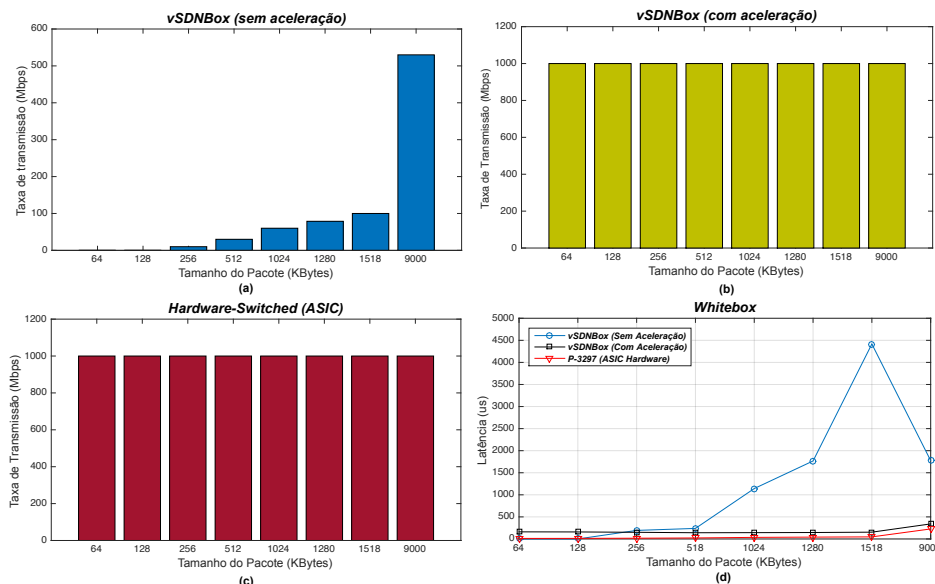 vSDNBox (sem aceleração)
600
500
400
300
200
100
0
Taxa de transmissão (Mbps)
64 128 256 512 1024 1280 1518 9000
Tamanho do Pacote (KBytes)
(a)
vSDNBox (com aceleração)
1200
1000
800
600
400
200
0
Taxa de Transmissão (Mbps)
64 128 256 512 1024 1280 1518 9000
Tamanho do Pacote (KBytes)
(b)
Hardware-Switched (ASIC)
1200
1000
800
600
400
200
0
Taxa de Transmissão (Mbps)
64 128 256 512 1024 1280 1518 9000
Tamanho do Pacote (KBytes)
(c)
Whitebox
5000
4500
4000
3500
3000
2500
2000
1500
1000
500
0
Latência (us)
vSDNBox (Sem Aceleração)
vSDNBox (Com Aceleração)
P-3297 (ASIC Hardware)
64 128 256 518 1024 1280 1518 900
Tamanho do Pacote (KBytes)
(d)